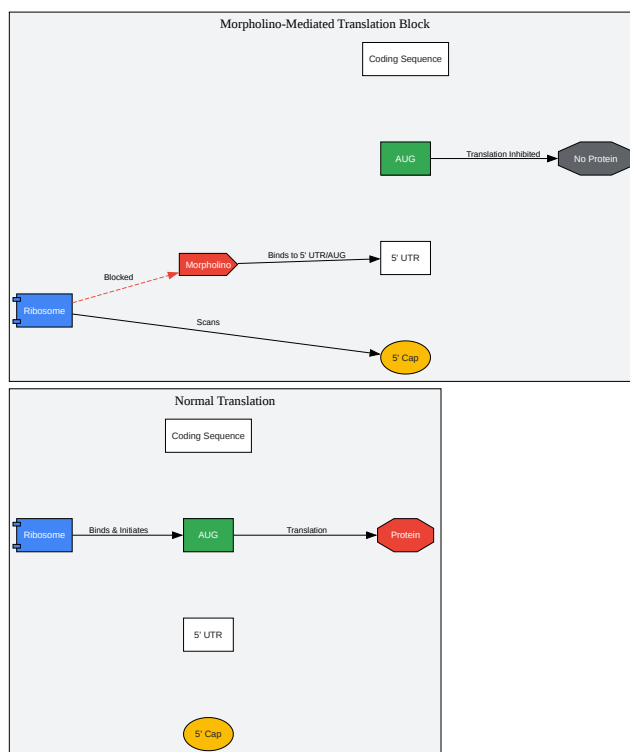 Morpholino-Mediated Translation Block
Coding Sequence
AUG
Translation Inhibited
No Protein
Morpholino
Binds to 5' UTR/AUG
5' UTR
Blocked
Ribosome
Scans
5' Cap
Normal Translation
Coding Sequence
Ribosome
Binds & Initiates
AUG
Translation
Protein
5' UTR
5' Cap